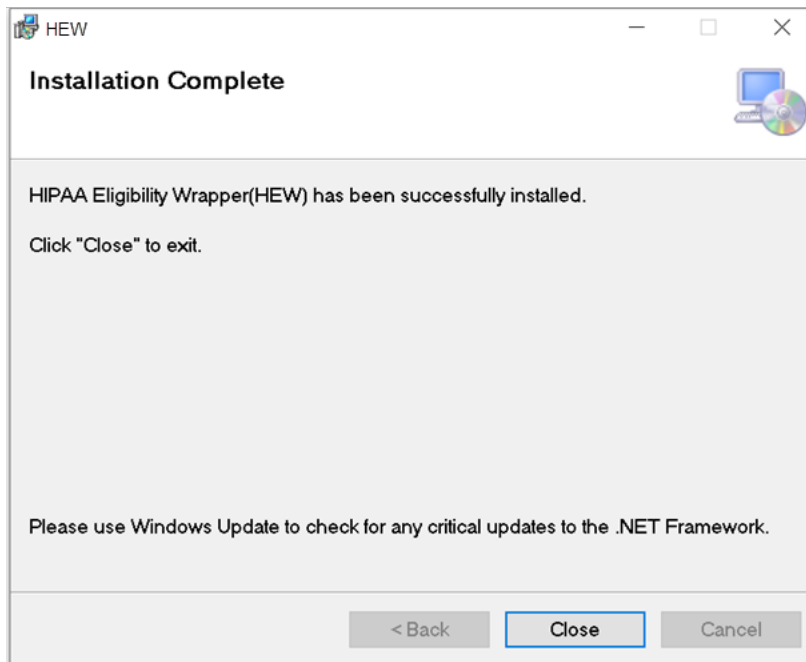 HEW
Installation Complete
HIPAA Eligibility Wrapper(HEW) has been successfully installed.
Click "Close" to exit.
Please use Windows Update to check for any critical updates to the .NET Framework.
< Back Close Cancel